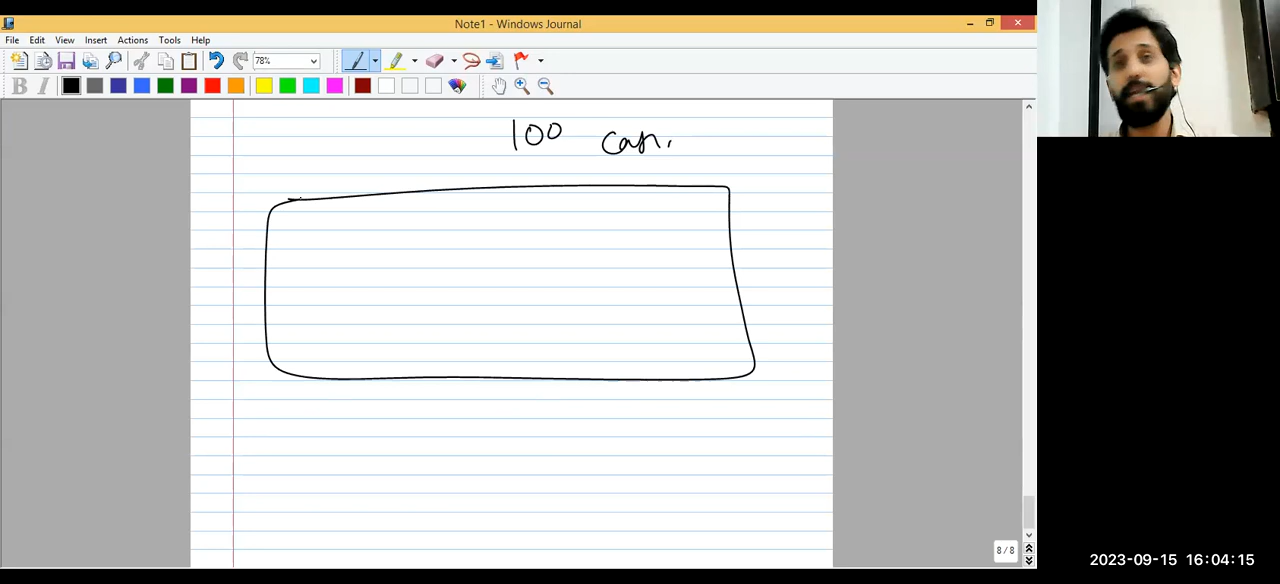 Note1 - Windows Journal
File Edit View Insert Actions Tools Help
78%
B I
100 can.
8/8
2023-09-15 16:04:15